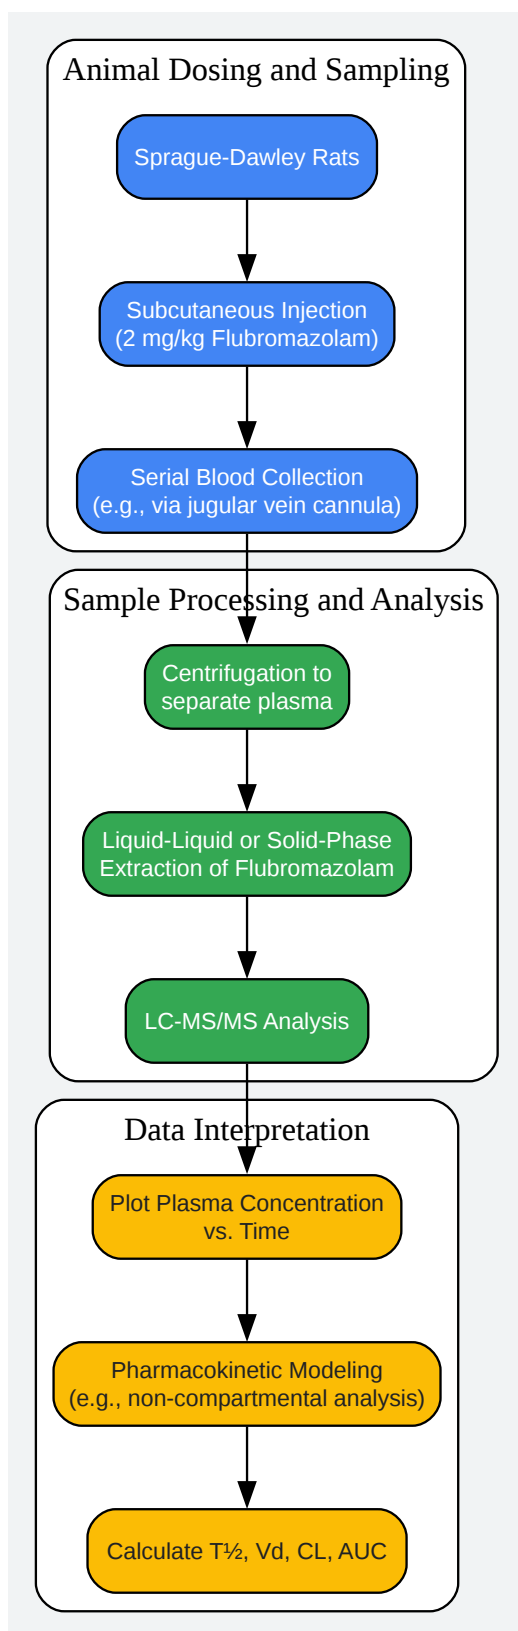 Animal Dosing and Sampling
Sprague-Dawley Rats
Subcutaneous Injection
(2 mg/kg Flubromazolam)
Serial Blood Collection
(e.g., via jugular vein cannula)
Sample Processing and Analysis
Centrifugation to
separate plasma
Liquid-Liquid or Solid-Phase
Extraction of Flubromazolam
LC-MS/MS Analysis
Data Interpretation
Plot Plasma Concentration
vs. Time
Pharmacokinetic Modeling
(e.g., non-compartmental analysis)
Calculate T½, Vd, CL, AUC